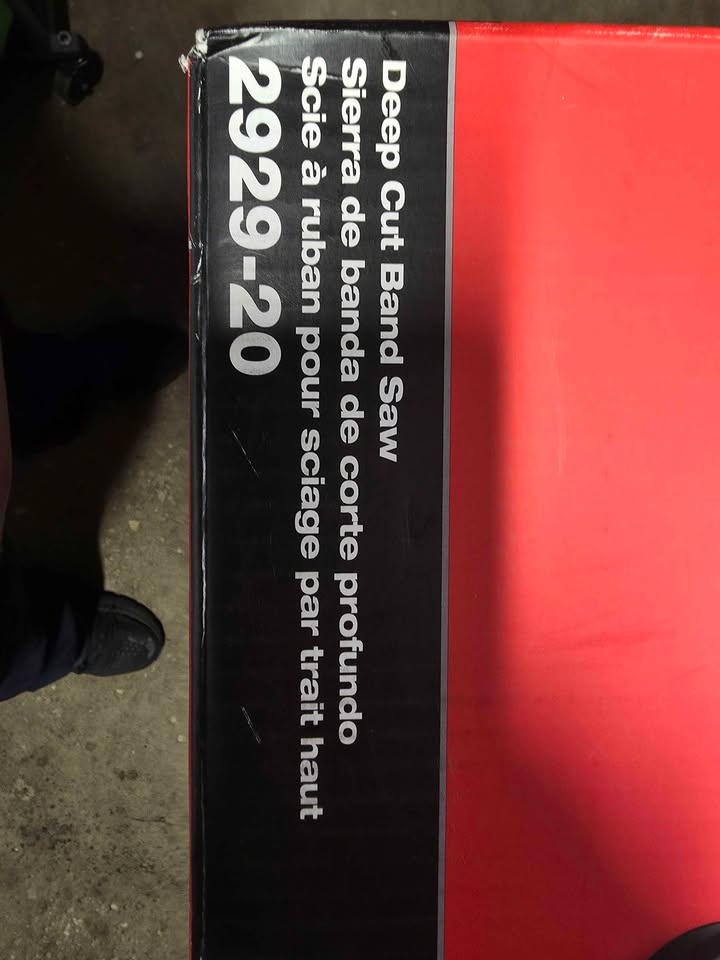 Deep Cut Band Saw
Sierra de banda de corte profundo
Scie à ruban pour sciage par trait haut
2929-20